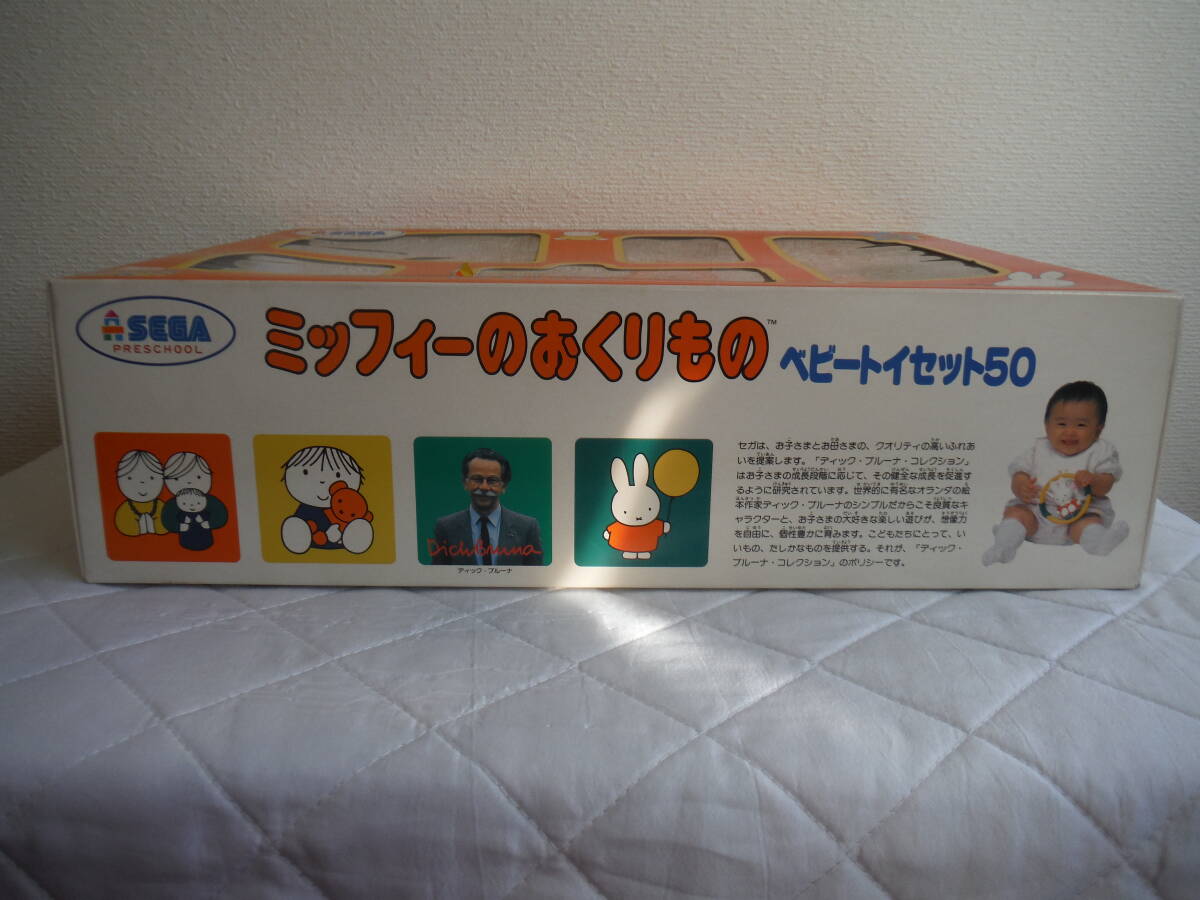 SEGA
SEGA
PRESCHOOL
ミッフィーのおくりもの™
ベビートイセット50
Dick Bruna
ディック・ブルーナ
セガは、お子さまとお母さまの、クオリティの高いふれあ
いを提案します。「ディック・ブルーナ・コレクション」
はお子さまの成長段階に応じて、その健全な成長を促進す
るように研究されています。世界的に有名なオランダの絵
本作家ディック・ブルーナのシンプルだからこそ良質なキ
ャラクターと、お子さまの大好きな楽しい遊びが、想像力
を自由に、個性豊かに育みます。こどもたちにとって、い
いもの、たしかなものを提供する。それが、「ディック・
ブルーナ・コレクション」のポリシーです。